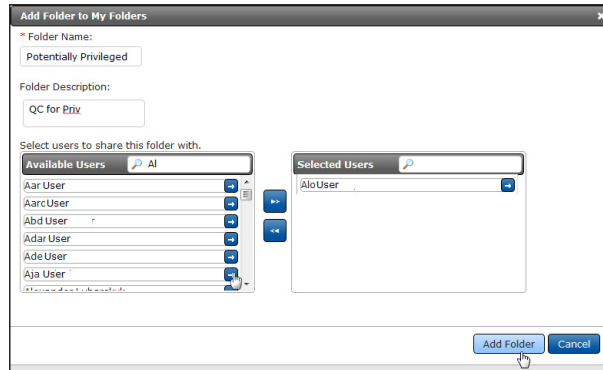 Add Folder to My Folders
* Folder Name:
Potentially Privileged
Folder Description:
QC for Priv
Select users to share this folder with.
Available Users Al
Selected Users
Aar User
AarcUser
Abd User
Adar User
Ade User
Aja User
AloUser
Add Folder Cancel